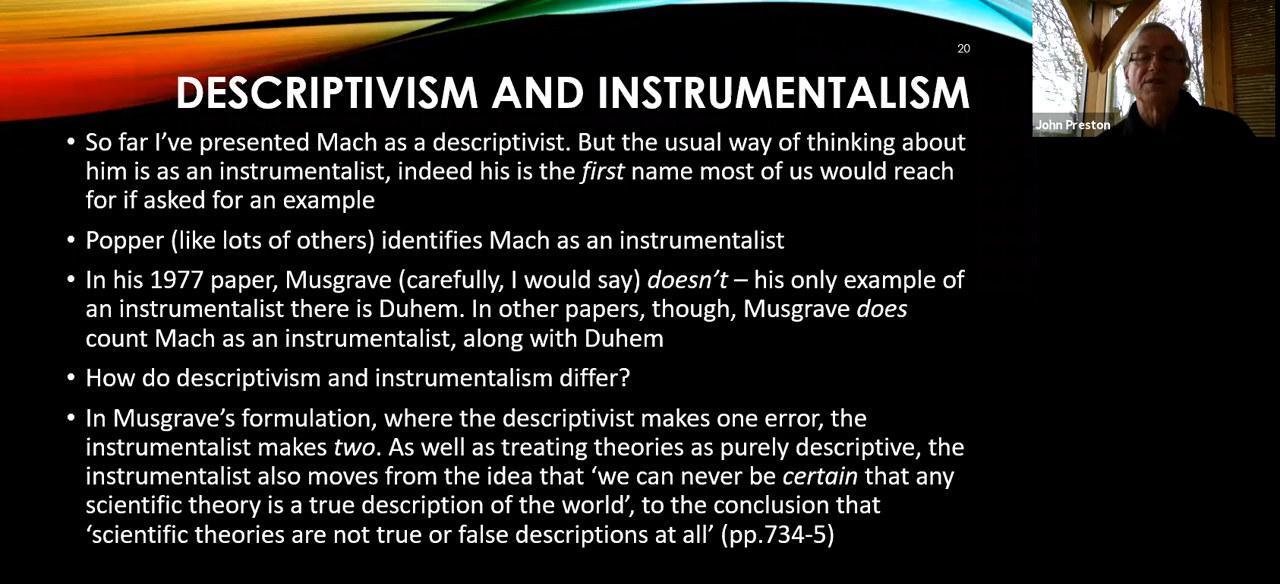 20
DESCRIPTIVISM AND INSTRUMENTALISM
• So far I’ve presented Mach as a descriptivist. But the usual way of thinking about
him is as an instrumentalist, indeed his is the first name most of us would reach
for if asked for an example
• Popper (like lots of others) identifies Mach as an instrumentalist
• In his 1977 paper, Musgrave (carefully, I would say) doesn’t – his only example of
an instrumentalist there is Duhem. In other papers, though, Musgrave does
count Mach as an instrumentalist, along with Duhem
• How do descriptivism and instrumentalism differ?
• In Musgrave’s formulation, where the descriptivist makes one error, the
instrumentalist makes two. As well as treating theories as purely descriptive, the
instrumentalist also moves from the idea that ‘we can never be certain that any
scientific theory is a true description of the world’, to the conclusion that
‘scientific theories are not true or false descriptions at all’ (pp.734-5)
John Preston